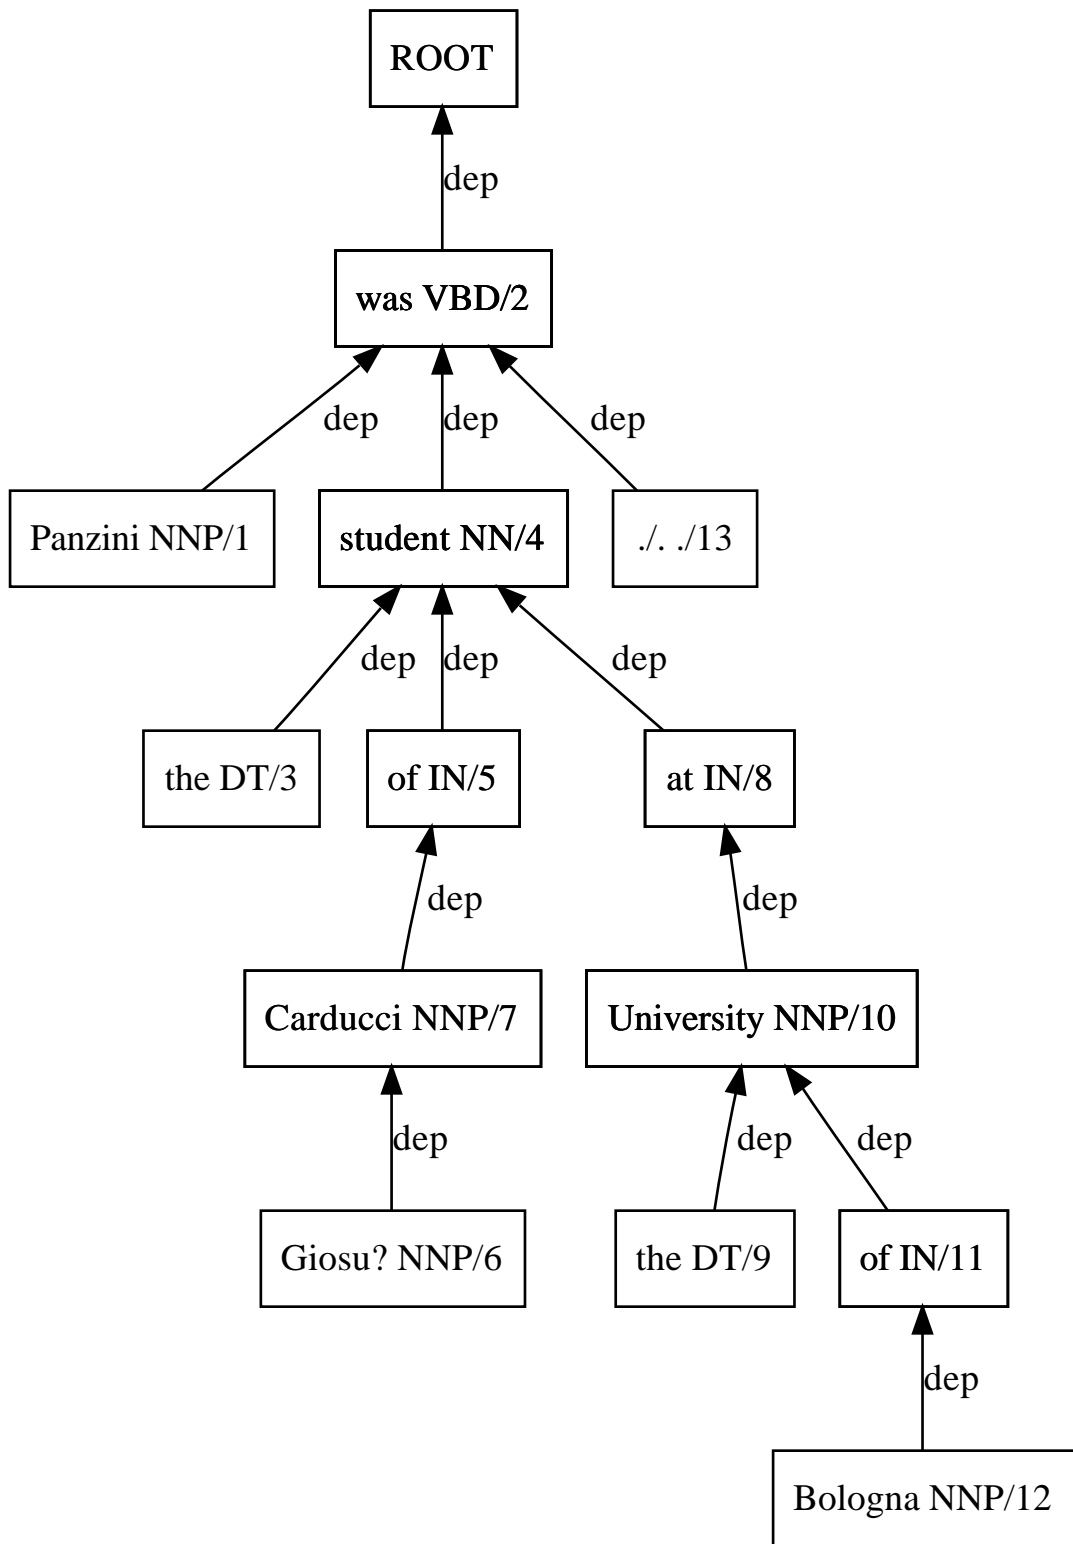 ROOT
dep
was VBD/2
dep dep dep
Panzini NNP/1 student NN/4 ./. ./13
dep dep dep
the DT/3 of IN/5 at IN/8
dep dep
Carducci NNP/7 University NNP/10
dep dep dep
Giosu? NNP/6 the DT/9 of IN/11
dep
Bologna NNP/12